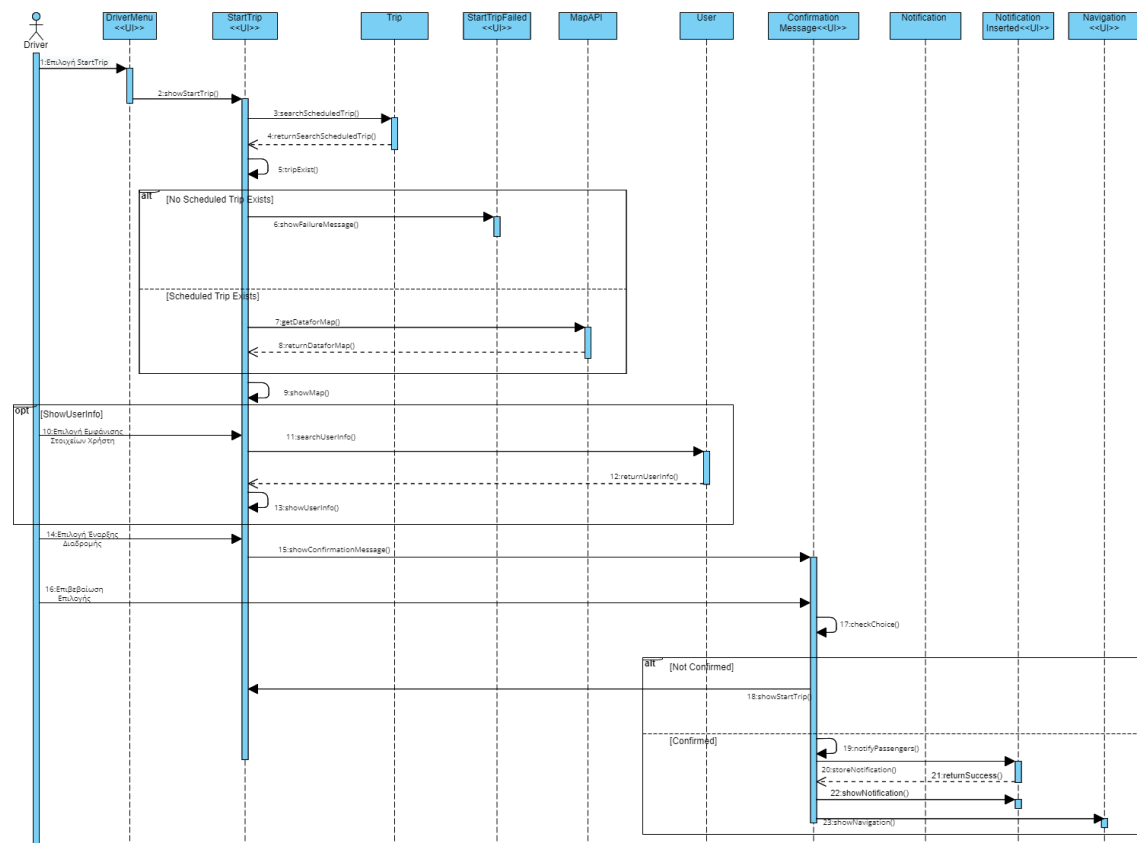 DriverMenu
<<UI>>
StartTrip
<<UI>>
Trip
StartTripFailed
<<UI>>
MapAPI
User
Confirmation
Message<<UI>>
Notification
Notification
Inserted<<UI>>
Navigation
<<UI>>
Driver
1:Επιλογή StartTrip
2:showStartTrip()
3:searchScheduledTrip()
4:returnSearchScheduledTrip()
5:tripExist()
alt
[No Scheduled Trip Exists]
6:showFailureMessage()
[Scheduled Trip Exists]
7:getDataforMap()
8:returnDataforMap()
9:showMap()
opt
[ShowUserInfo]
10:Επιλογή Εμφάνισης
Στοιχείων Χρήστη
11:searchUserInfo()
12:returnUserInfo()
13:showUserInfo()
14:Επιλογή Έναρξης
Διαδρομής
15:showConfirmationMessage()
16:Επιβεβαίωση
Επιλογής
17:checkChoice()
alt
[Not Confirmed]
18:showStartTrip()
[Confirmed]
19:notifyPassengers()
20:storeNotification()
21:returnSuccess()
22:showNotification()
23:showNavigation()